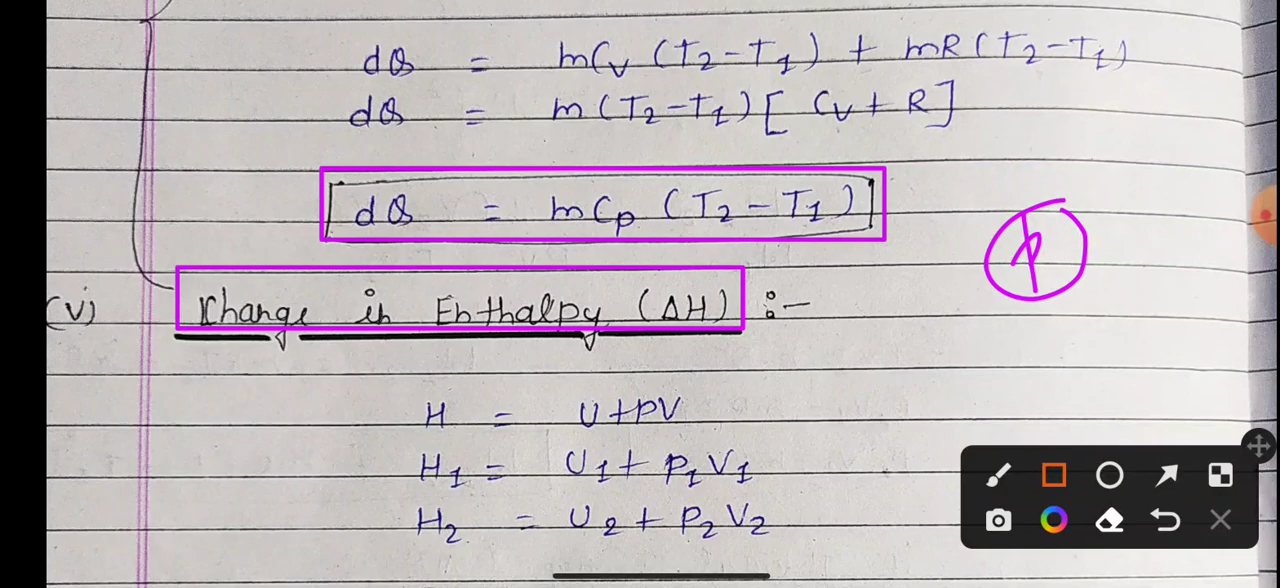 dQ = mCv (T2-T1) + mR (T2-T1)
dQ = m (T2-T1) [ Cv + R ]
dQ = mCp (T2-T1)
p
(v) Change in Enthalpy (ΔH) :-
H = U+PV
H1 = U1 + P1V1
H2 = U2 + P2V2